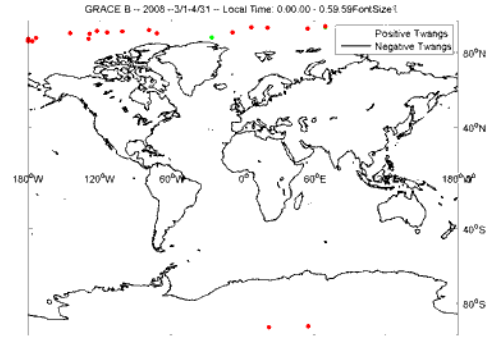 GRACE B -- 2008 --3/1-4/31 -- Local Time: 0.00.00 - 0.59.59FontSize
Positive Twangs
Negative Twangs
80°N
40°N
180°W 120°W 60°W 0° 60°E 120°E 180°W
40°S
80°S